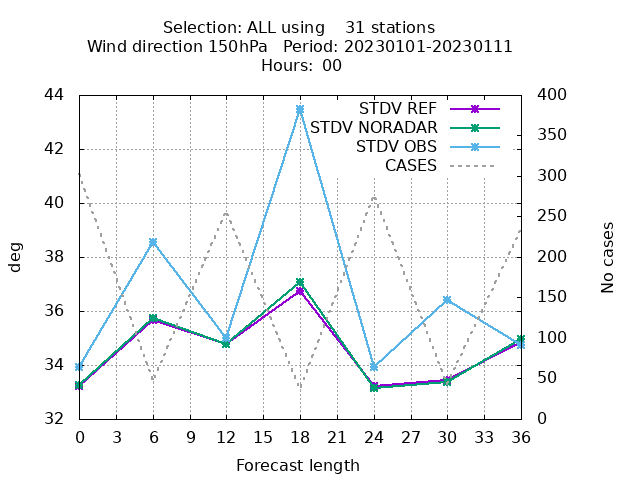 Selection: ALL using    31 stations
Wind direction 150hPa   Period: 20230101-20230111
Hours: 00
STDV REF
STDV NORADAR
STDV OBS
CASES
44
42
40
38
36
34
32
400
350
300
250
200
150
100
50
0
deg
No cases
0 3 6 9 12 15 18 21 24 27 30 33 36
Forecast length